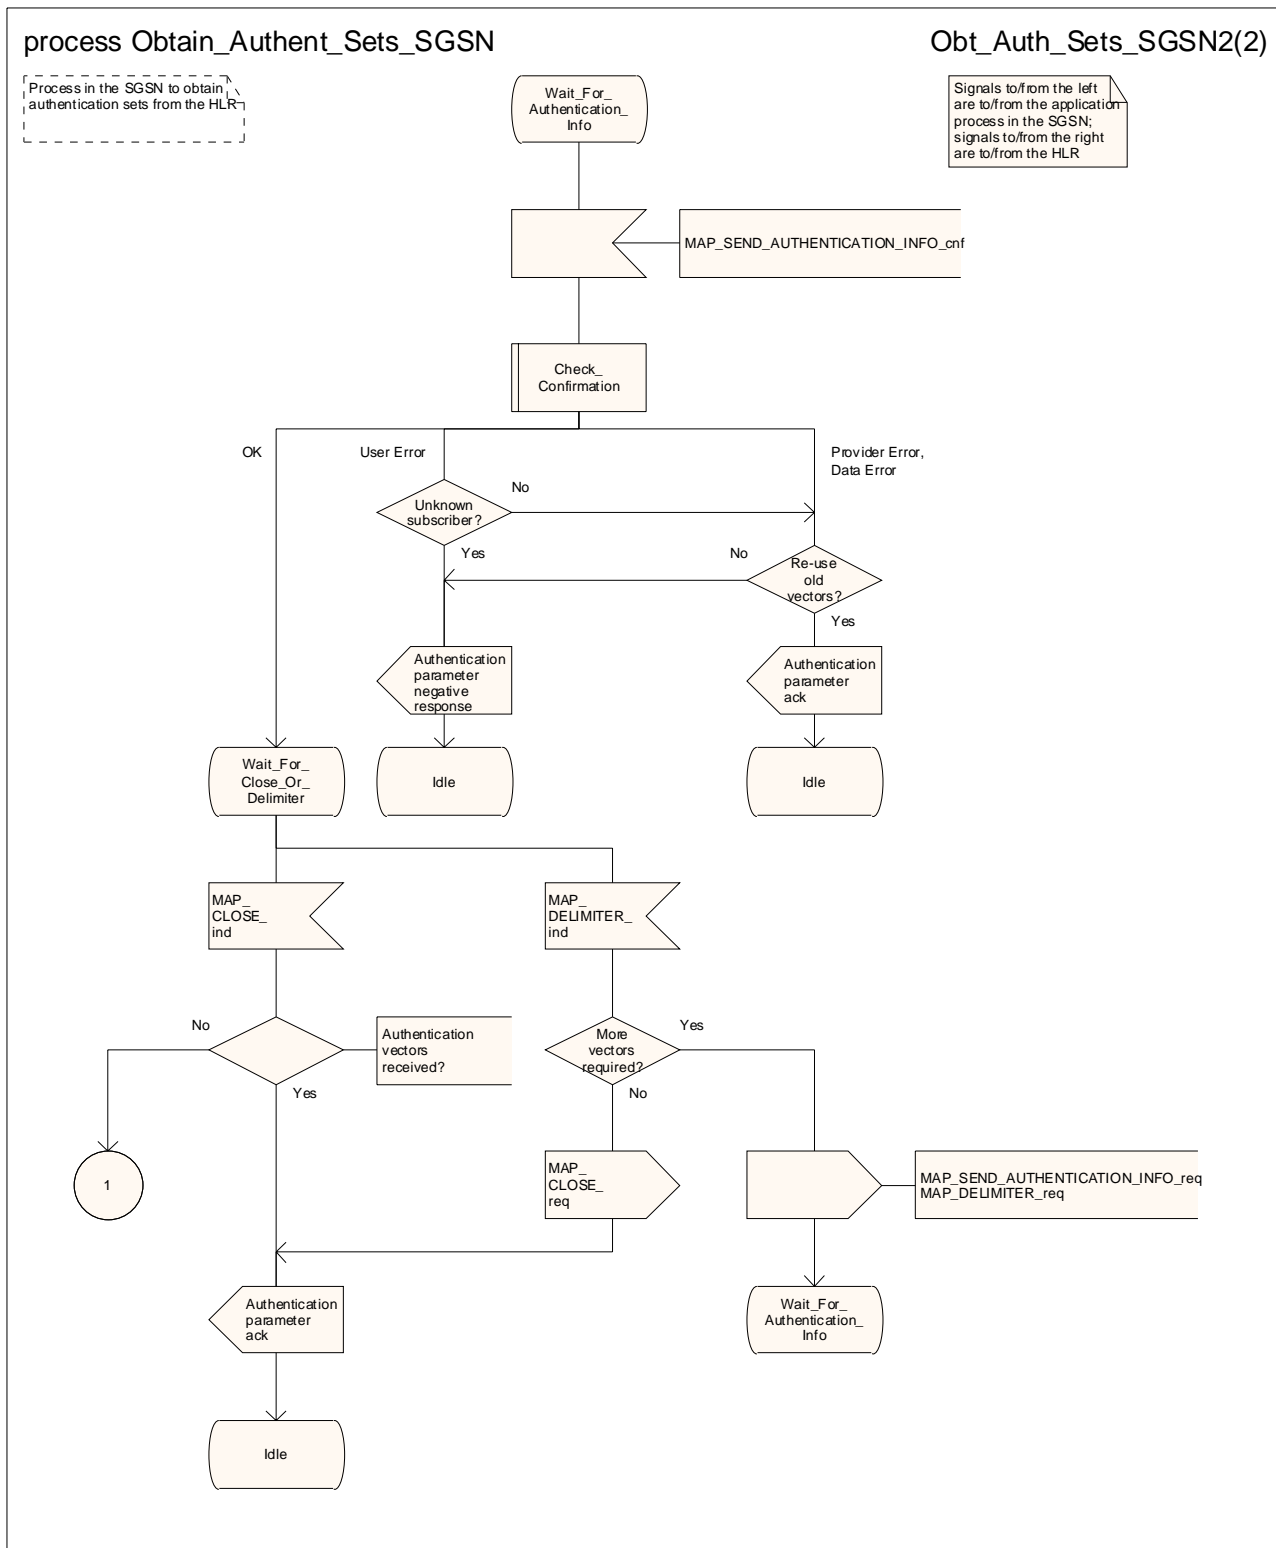 process Obtain_Authent_Sets_SGSN
Obt_Auth_Sets_SGSN2(2)
Process in the SGSN to obtain
authentication sets from the HLR
Wait_For_
Authentication_
Info
Signals to/from the left
are to/from the application
process in the SGSN;
signals to/from the right
are to/from the HLR
MAP_SEND_AUTHENTICATION_INFO_cnf
Check_
Confirmation
OK
User Error
Provider Error,
Data Error
Unknown
subscriber?
No
Yes
No
Re-use
old
vectors?
Yes
Authentication
parameter
negative
response
Authentication
parameter
ack
Wait_For_
Close_Or_
Delimiter
Idle
Idle
MAP_
CLOSE_
ind
MAP_
DELIMITER_
ind
No
Authentication
vectors
received?
Yes
More
vectors
required?
Yes
No
1
MAP_
CLOSE_
req
MAP_SEND_AUTHENTICATION_INFO_req
MAP_DELIMITER_req
Authentication
parameter
ack
Wait_For_
Authentication_
Info
Idle